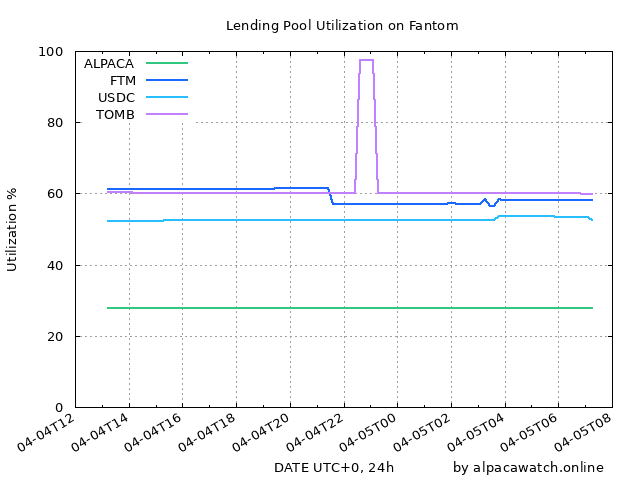 Lending Pool Utilization on Fantom
100
80
60
40
20
0
Utilization %
ALPACA
FTM
USDC
TOMB
04-04T12
04-04T14
04-04T16
04-04T18
04-04T20
04-04T22
04-05T00
04-05T02
04-05T04
04-05T06
04-05T08
DATE UTC+0, 24h
by alpacawatch.online